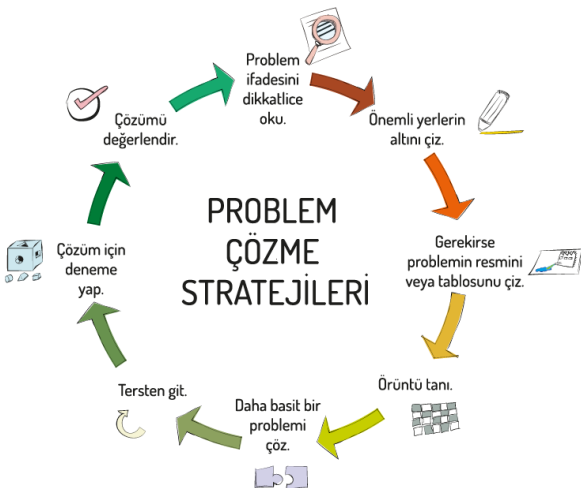 PROBLEM
ÇÖZME
STRATEJİLERİ
Problem
ifadesini
dikkatlice
oku.
Önemli yerlerin
altını çiz.
Gerekirse
problemin resmini
veya tablosunu çiz.
Örüntü tanı.
Daha basit bir
problemi
çöz.
Tersten git.
Çözüm için
deneme
yap.
Çözümü
değerlendir.